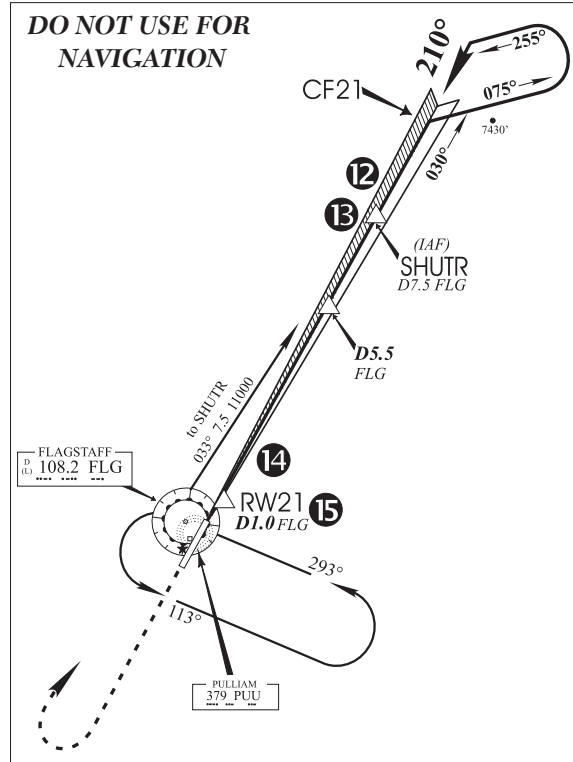 DO NOT USE FOR
NAVIGATION
210°
255°
075°
CF21
7430'
030°
12
13
(IAF)
SHUTR
D7.5 FLG
D5.5
FLG
to SHUTR
033° 7.5 11000
14
FLAGSTAFF
D
(L) 108.2 FLG
RW21
15
D1.0 FLG
293°
113°
PULLIAM
379 PUU